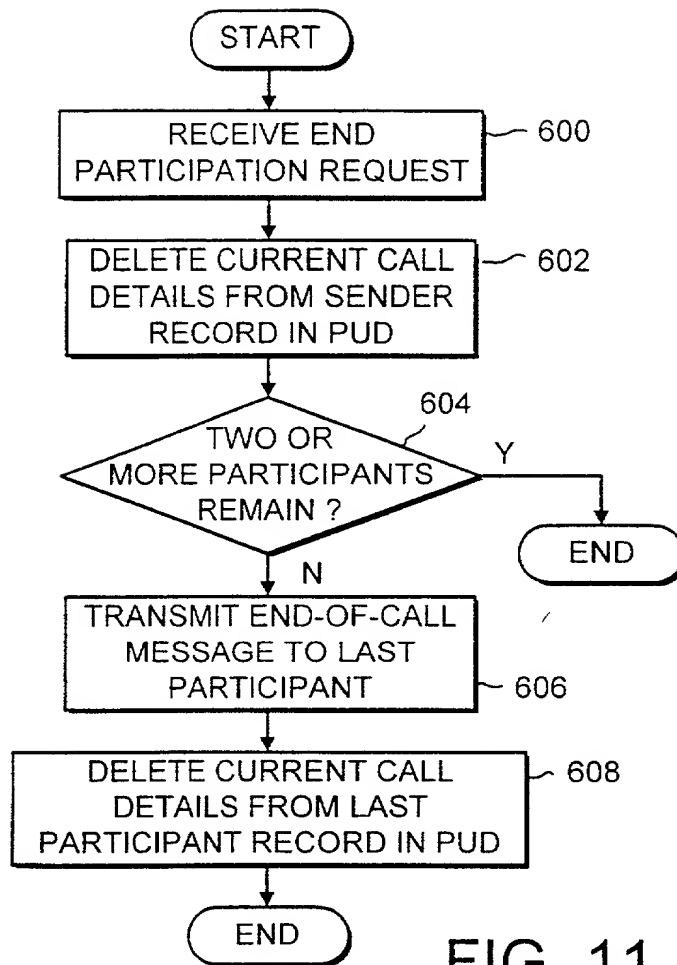 START
RECEIVE END
PARTICIPATION REQUEST
600
DELETE CURRENT CALL
DETAILS FROM SENDER
RECORD IN PUD
602
604
TWO OR
MORE PARTICIPANTS
REMAIN ?
Y
END
N
TRANSMIT END-OF-CALL
MESSAGE TO LAST
PARTICIPANT
606
DELETE CURRENT CALL
DETAILS FROM LAST
PARTICIPANT RECORD IN PUD
608
END
FIG. 11